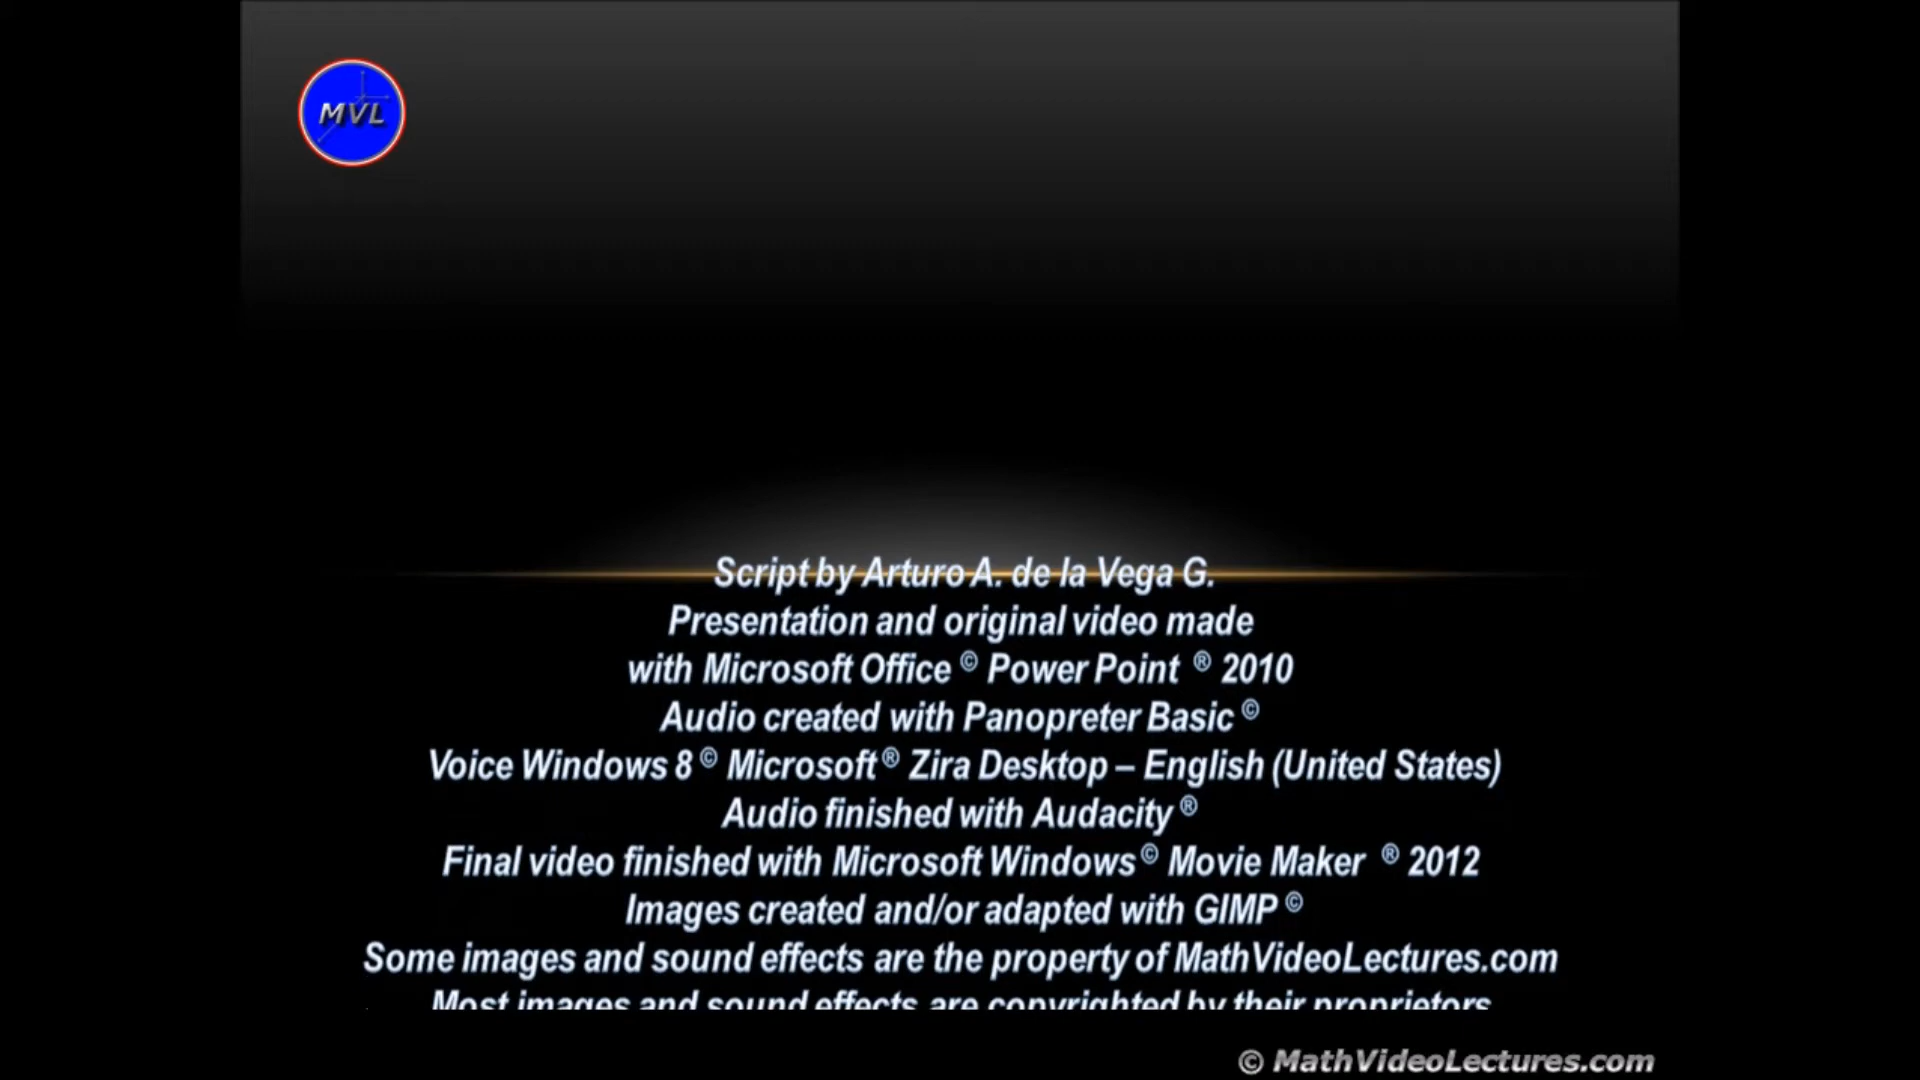 MVL
Script by Arturo A. de la Vega G.
Presentation and original video made
with Microsoft Office © Power Point ® 2010
Audio created with Panopreter Basic ©
Voice Windows 8 © Microsoft ® Zira Desktop – English (United States)
Audio finished with Audacity ®
Final video finished with Microsoft Windows © Movie Maker ® 2012
Images created and/or adapted with GIMP ©
Some images and sound effects are the property of MathVideoLectures.com
Most images and sound effects are copyrighted by their proprietors
© MathVideoLectures.com